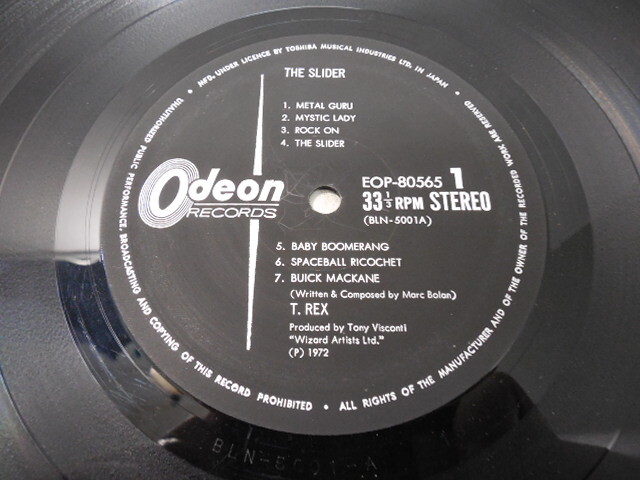 MF'D. UNDER LICENCE BY TOSHIBA MUSICAL INDUSTRIES LTD. IN JAPAN •
THE SLIDER
1. METAL GURU
2. MYSTIC LADY
3. ROCK ON
4. THE SLIDER
Odeon
RECORDS
EOP-80565 1
33 1/3 RPM STEREO
(BLN-5001A)
5. BABY BOOMERANG
6. SPACEBALL RICOCHET
7. BUICK MACKANE
(Written & Composed by Marc Bolan)
T. REX
Produced by Tony Visconti
"Wizard Artists Ltd."
(P) 1972
ALL RIGHTS OF THE MANUFACTURER AND OF THE OWNER OF THE RECORDED WORK ARE RESERVED
UNAUTHORIZED PUBLIC PERFORMANCE, BROADCASTING AND COPYING OF THIS RECORD PROHIBITED •
BLN-5001-A